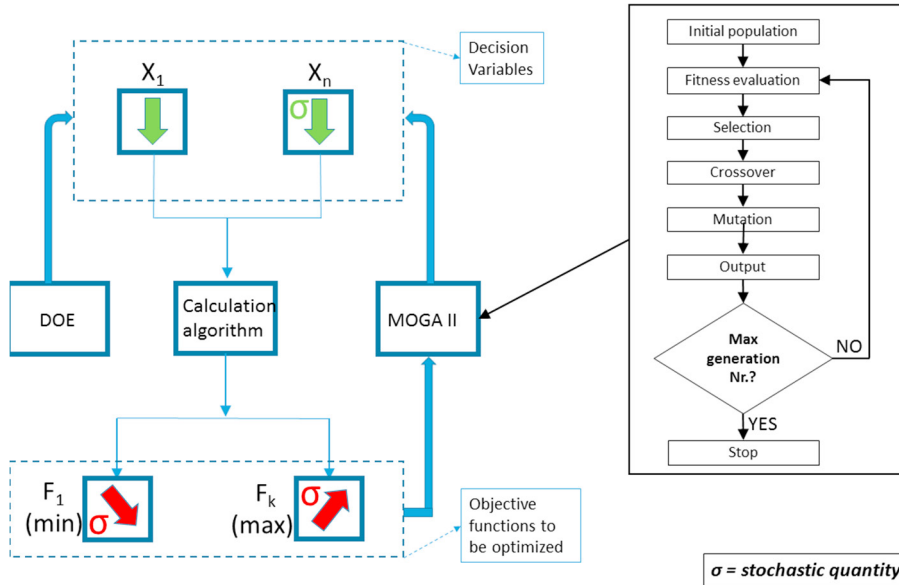 X1
Xn
σ
Decision
Variables
DOE
Calculation
algorithm
MOGA II
F1
(min)
σ
Fk
(max)
σ
Objective
functions to
be optimized
Initial population
Fitness evaluation
Selection
Crossover
Mutation
Output
Max
generation
Nr.?
NO
YES
Stop
σ = stochastic quantity